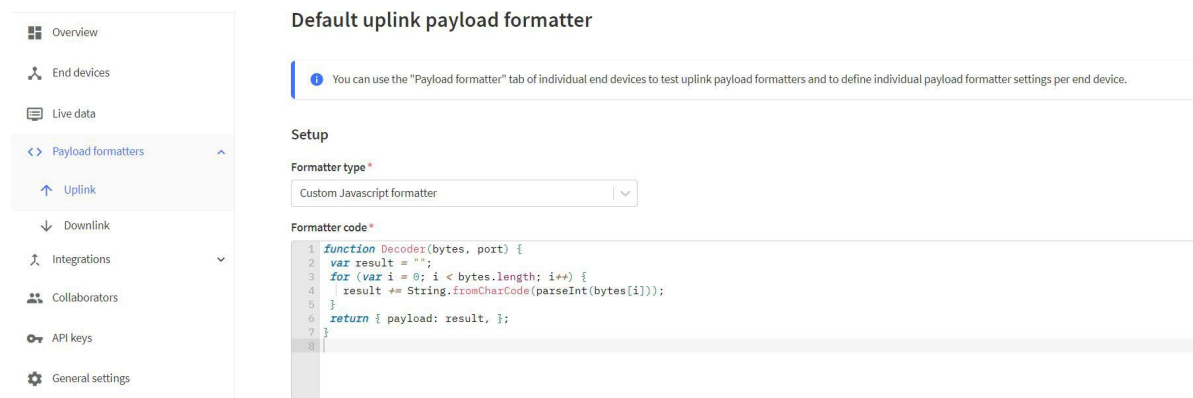 Overview
End devices
Live data
Payload formatters
Uplink
Downlink
Integrations
Collaborators
API keys
General settings
Default uplink payload formatter
You can use the "Payload formatter" tab of individual end devices to test uplink payload formatters and to define individual payload formatter settings per end device.
Setup
Formatter type *
Custom Javascript formatter
Formatter code *
1 function Decoder(bytes, port) {
2 var result = "";
3 for (var i = 0; i < bytes.length; i++) {
4 result += String.fromCharCode(parseInt(bytes[i]));
5 }
6 return { payload: result, };
7 }
8